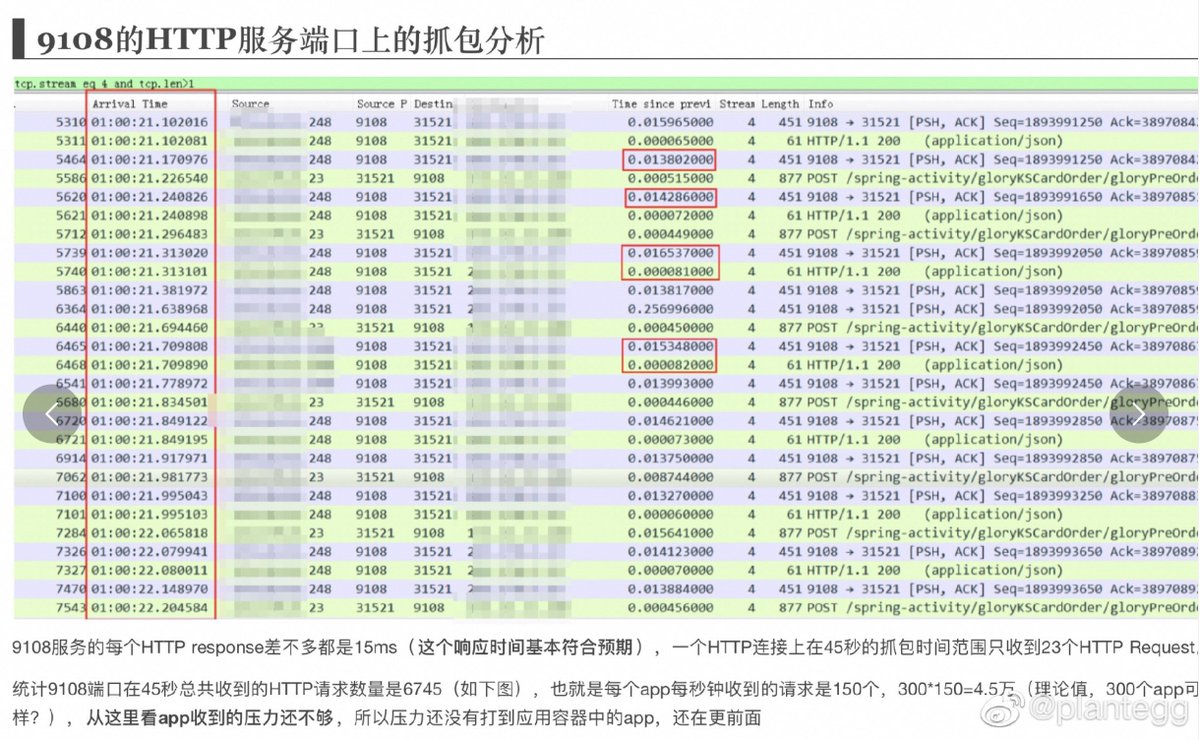 9108的HTTP服务端口上的抓包分析
tcp.stream eq 4 and tcp.len>1
Arrival Time Source Source P Destin Time since previ Stream Length Info
5310 01:00:21.102016 248 9108 31521 0.015965000 4 451 9108 → 31521 [PSH, ACK] Seq=1893991250 Ack=3897084
5311 01:00:21.102081 248 9108 31521 0.000065000 4 61 HTTP/1.1 200 (application/json)
5464 01:00:21.170976 248 9108 31521 0.013802000 4 451 9108 → 31521 [PSH, ACK] Seq=1893991250 Ack=3897084
5586 01:00:21.226540 23 31521 9108 0.000515000 4 877 POST /spring-activity/gloryKSCardOrder/gloryPreOrd
5620 01:00:21.240826 248 9108 31521 0.014286000 4 451 9108 → 31521 [PSH, ACK] Seq=1893991650 Ack=3897085
5621 01:00:21.240898 248 9108 31521 0.000072000 4 61 HTTP/1.1 200 (application/json)
5712 01:00:21.296483 23 31521 9108 0.000449000 4 877 POST /spring-activity/gloryKSCardOrder/gloryPreOrd
5739 01:00:21.313020 248 9108 31521 0.016537000 4 451 9108 → 31521 [PSH, ACK] Seq=1893992050 Ack=38970859
5740 01:00:21.313101 248 9108 31521 2 0.000081000 4 61 HTTP/1.1 200 (application/json)
5863 01:00:21.381972 248 9108 31521 2 0.013817000 4 451 9108 → 31521 [PSH, ACK] Seq=1893992050 Ack=38970859
6364 01:00:21.638968 248 9108 31521 2 0.256996000 4 451 9108 → 31521 [PSH, ACK] Seq=1893992050 Ack=38970859
6440 01:00:21.694460 23 31521 9108 1 0.000450000 4 877 POST /spring-activity/gloryKSCardOrder/gloryPreOrd
6465 01:00:21.709808 9108 31521 0.015348000 4 451 9108 → 31521 [PSH, ACK] Seq=1893992450 Ack=38970867
6468 01:00:21.709890 9108 31521 0.000082000 4 61 HTTP/1.1 200 (application/json)
6541 01:00:21.778972 9108 31521 0.013993000 4 451 9108 → 31521 [PSH, ACK] Seq=1893992450 Ack=38970867
5680 01:00:21.834501 23 31521 9108 0.000446000 4 877 POST /spring-activity/gloryKSCardOrder/gloryPreOrd
6720 01:00:21.849122 248 9108 31521 0.014621000 4 451 9108 → 31521 [PSH, ACK] Seq=1893992850 Ack=3897087
6721 01:00:21.849195 248 9108 31521 0.000073000 4 61 HTTP/1.1 200 (application/json)
6914 01:00:21.917971 248 9108 31521 0.013750000 4 451 9108 → 31521 [PSH, ACK] Seq=1893992850 Ack=3897087
7062 01:00:21.981773 23 31521 9108 0.008744000 4 877 POST /spring-activity/gloryKSCardOrder/gloryPreOrd
7100 01:00:21.995043 248 9108 31521 0.013270000 4 451 9108 → 31521 [PSH, ACK] Seq=1893993250 Ack=3897088
7101 01:00:21.995103 248 9108 31521 0.000060000 4 61 HTTP/1.1 200 (application/json)
7284 01:00:22.065818 23 31521 9108 1 0.015641000 4 877 POST /spring-activity/gloryKSCardOrder/gloryPreOrd
7326 01:00:22.079941 248 9108 31521 2 0.014123000 4 451 9108 → 31521 [PSH, ACK] Seq=1893993650 Ack=3897089
7327 01:00:22.080011 248 9108 31521 2 0.000070000 4 61 HTTP/1.1 200 (application/json)
7470 01:00:22.148970 248 9108 31521 2 0.013884000 4 451 9108 → 31521 [PSH, ACK] Seq=1893993650 Ack=3897089
7543 01:00:22.204584 23 31521 9108 1 0.000456000 4 877 POST /spring-activity/gloryKSCardOrder/gloryPreOrd
9108服务的每个HTTP response差不多都是15ms（这个响应时间基本符合预期），一个HTTP连接上在45秒的抓包时间范围只收到23个HTTP Request,
统计9108端口在45秒总共收到的HTTP请求数量是6745（如下图），也就是每个app每秒钟收到的请求是150个，300*150=4.5万（理论值，300个app可
样？），从这里看app收到的压力还不够，所以压力还没有打到应用容器中的app，还在更前面
@plantegg